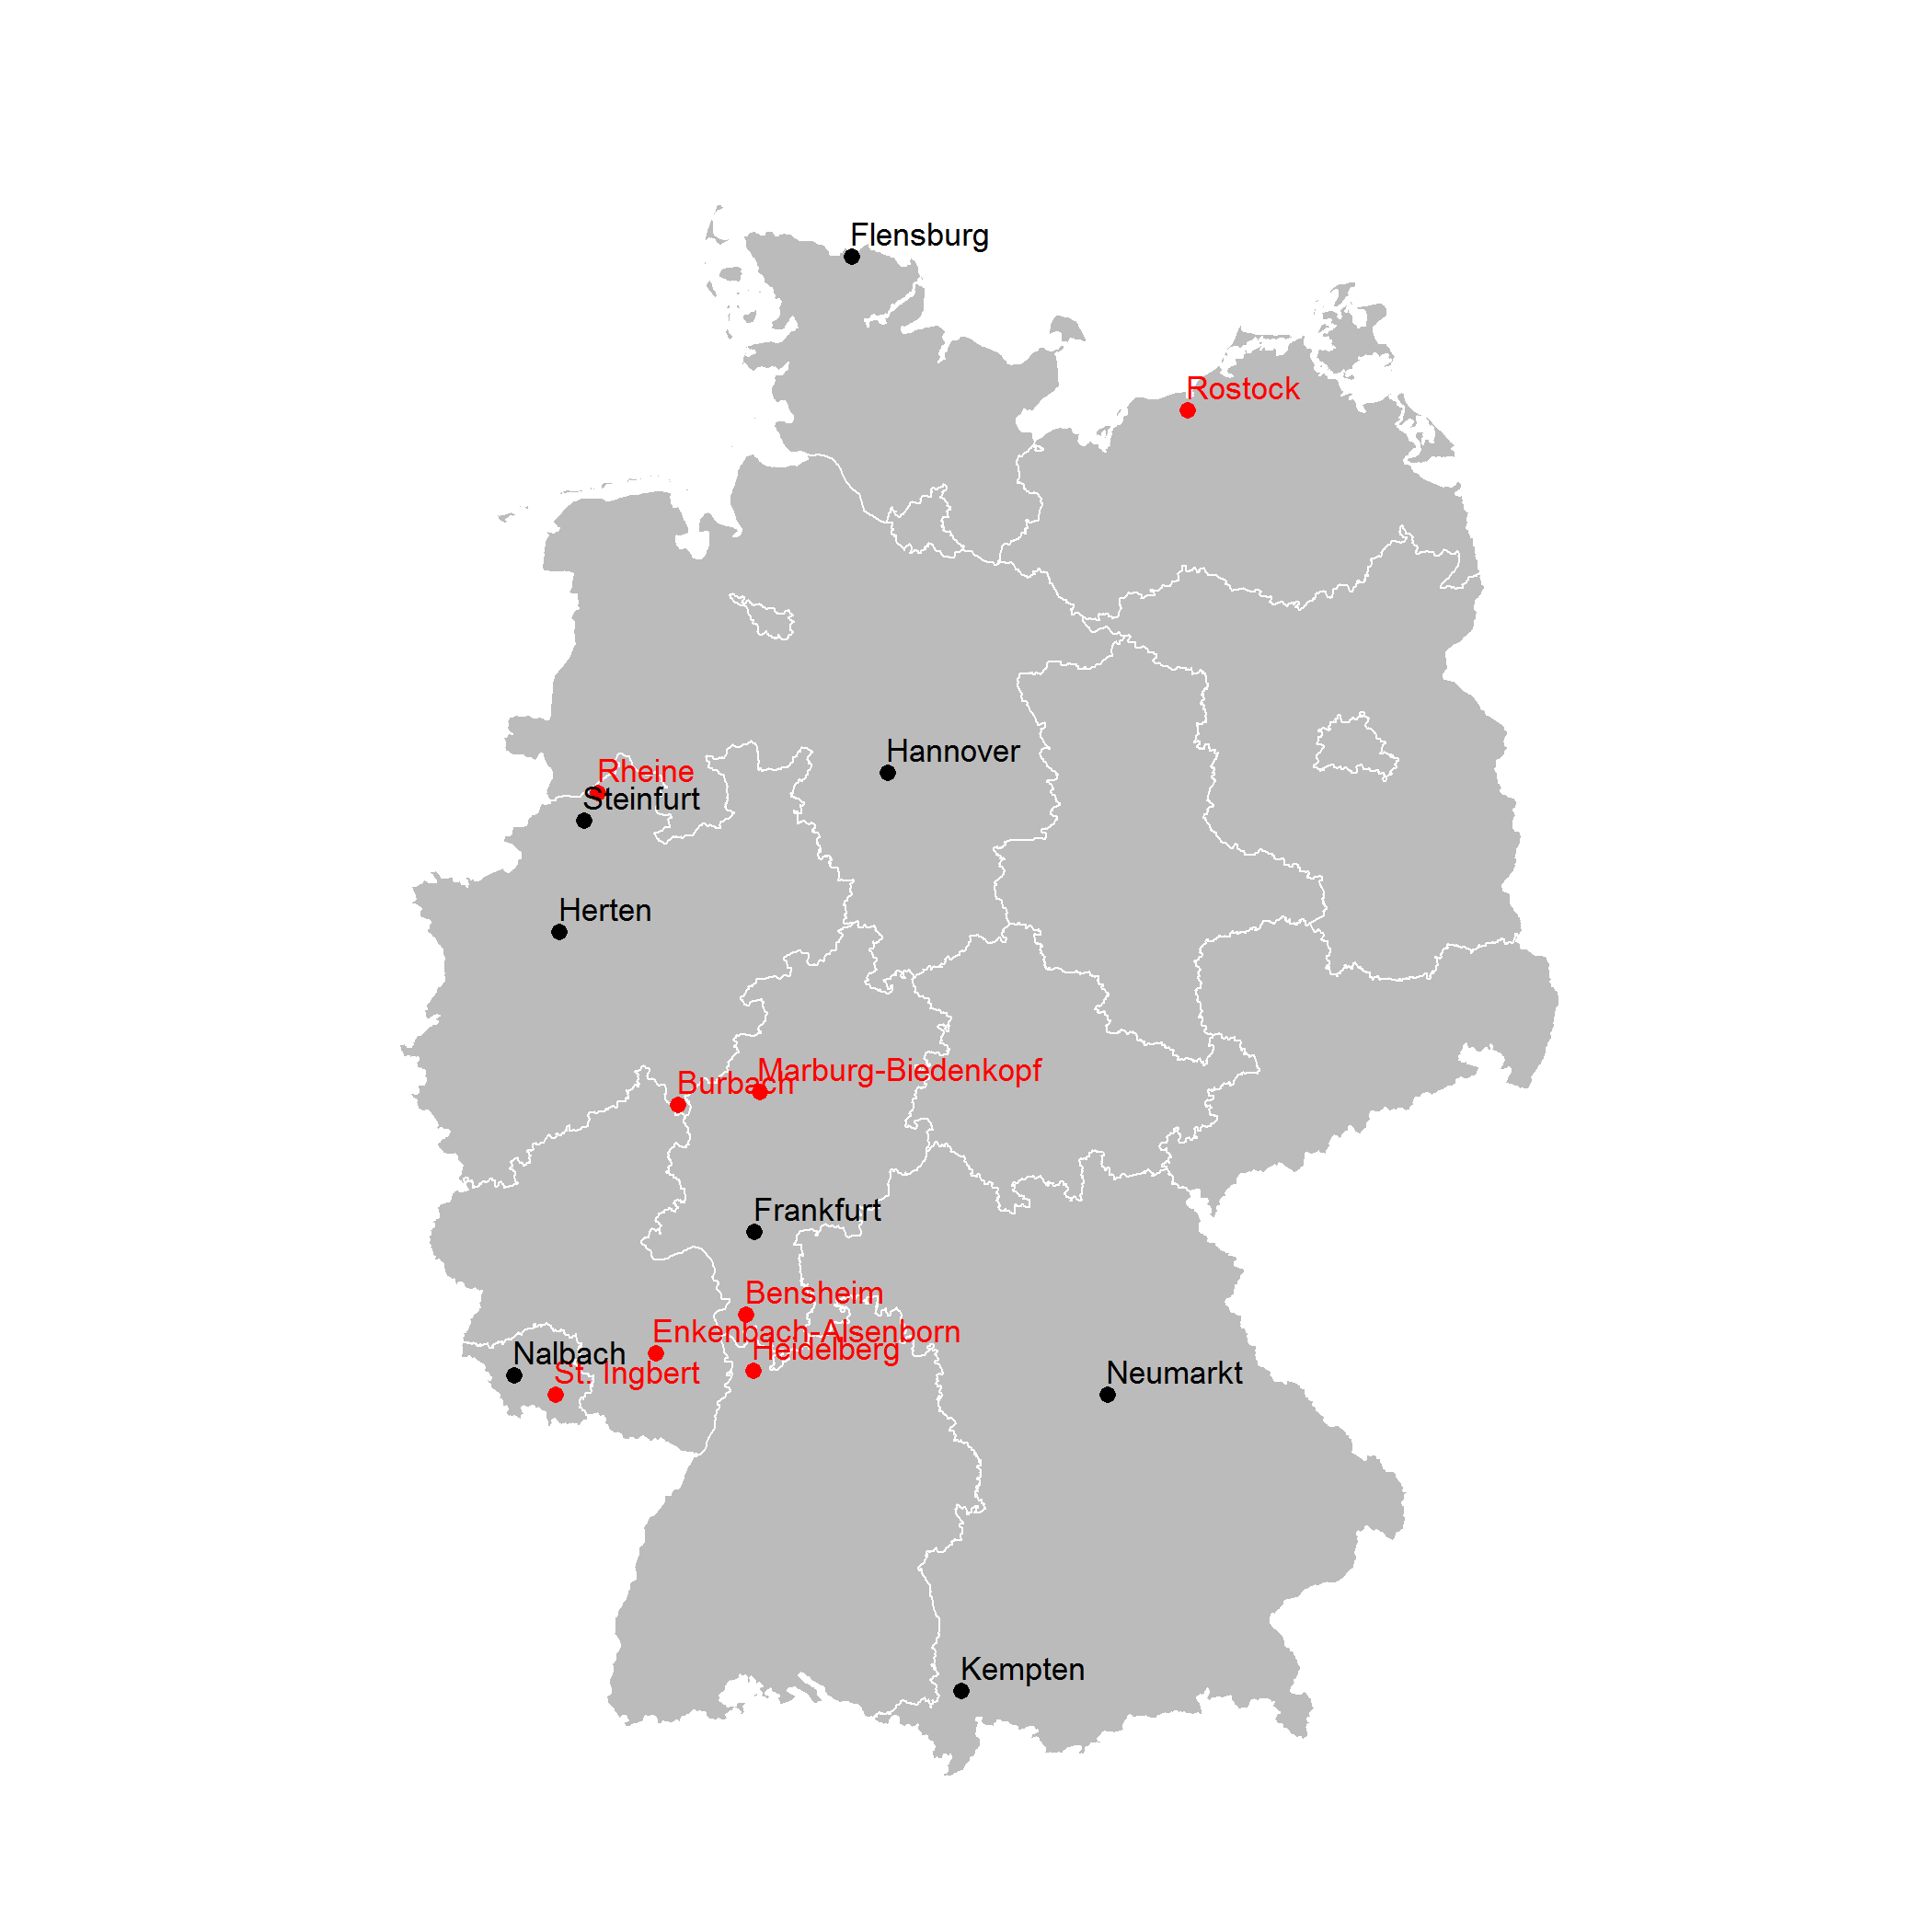 Flensburg
Rostock
Hannover
Rheine
Steinfurt
Herten
Marburg-Biedenkopf
Burbach
Frankfurt
Bensheim
Enkenbach-Alsenborn
Heidelberg
Nalbach
St. Ingbert
Neumarkt
Kempten